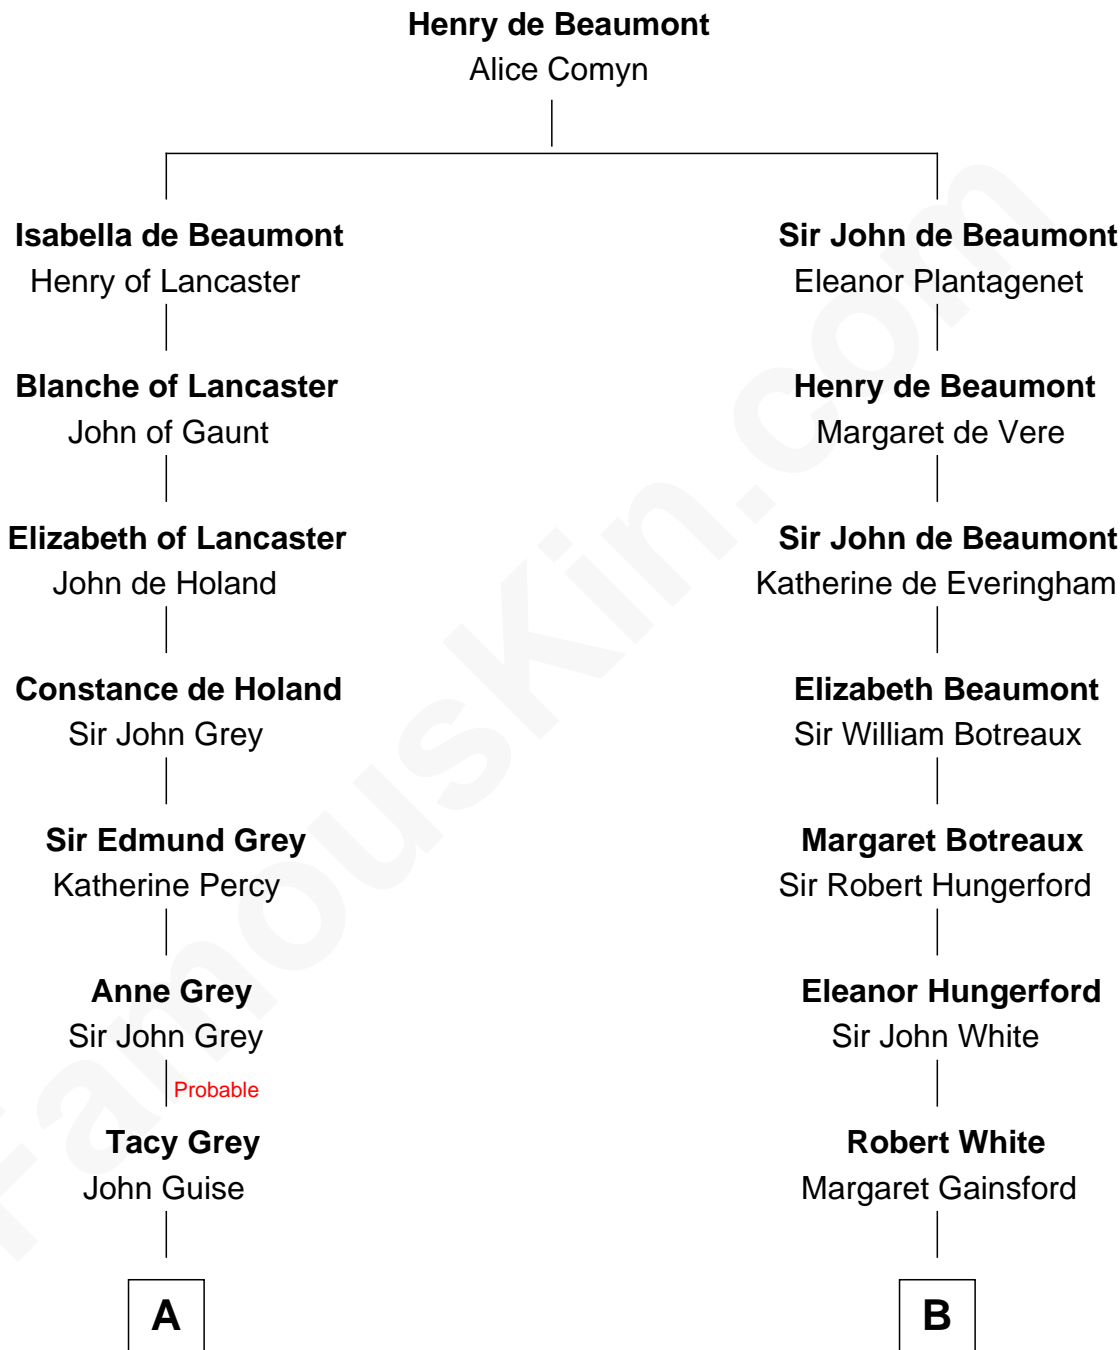 Henry de Beaumont
Alice Comyn
Isabella de Beaumont
Henry of Lancaster
Blanche of Lancaster
John of Gaunt
Elizabeth of Lancaster
John de Holand
Constance de Holand
Sir John Grey
Sir Edmund Grey
Katherine Percy
Anne Grey
Sir John Grey
Probable
Tacy Grey
John Guise
A
Sir John de Beaumont
Eleanor Plantagenet
Henry de Beaumont
Margaret de Vere
Sir John de Beaumont
Katherine de Everingham
Elizabeth Beaumont
Sir William Botreaux
Margaret Botreaux
Sir Robert Hungerford
Eleanor Hungerford
Sir John White
Robert White
Margaret Gainsford
B
FamousKin.com